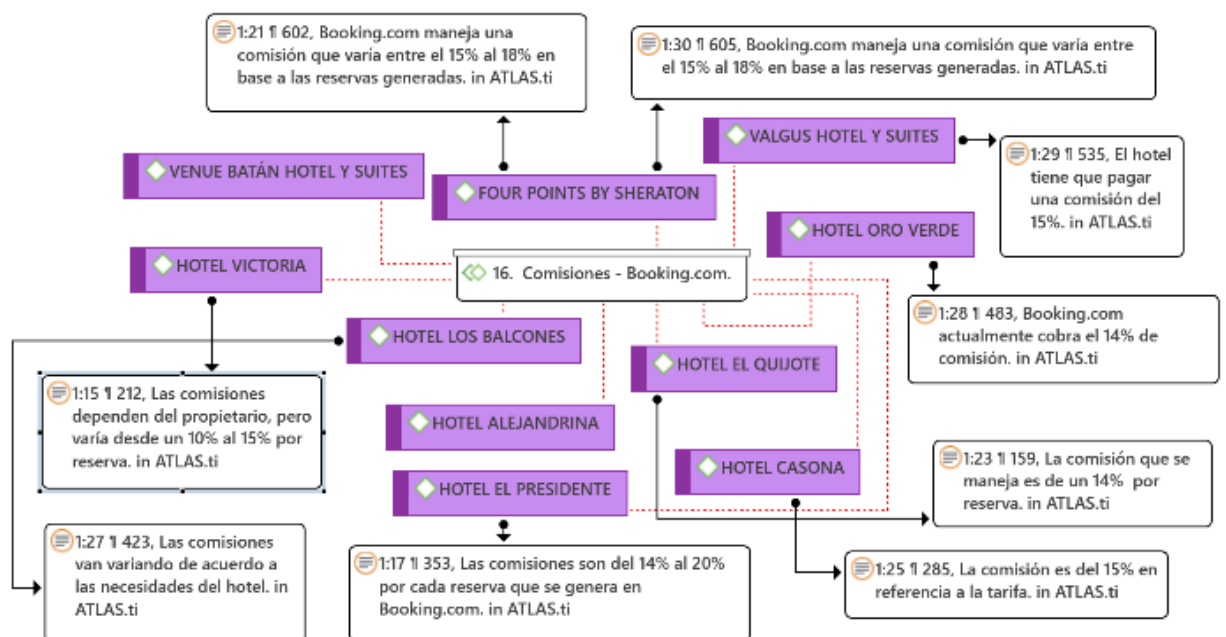 1:21 ¶ 602, Booking.com maneja una
comisión que varía entre el 15% al 18% en
base a las reservas generadas. in ATLAS.ti
1:30 ¶ 605, Booking.com maneja una comisión que varía entre
el 15% al 18% en base a las reservas generadas. in ATLAS.ti
VALGUS HOTEL Y SUITES
VENUE BATÁN HOTEL Y SUITES
FOUR POINTS BY SHERATON
1:29 ¶ 535, El hotel
tiene que pagar
una comisión del
15%. in ATLAS.ti
HOTEL ORO VERDE
HOTEL VICTORIA
16. Comisiones - Booking.com.
1:28 ¶ 483, Booking.com
actualmente cobra el 14% de
comisión. in ATLAS.ti
HOTEL LOS BALCONES
HOTEL EL QUIJOTE
1:15 ¶ 212, Las comisiones
dependen del propietario, pero
varía desde un 10% al 15% por
reserva. in ATLAS.ti
HOTEL ALEJANDRINA
HOTEL CASONA
1:23 ¶ 159, La comisión que se
maneja es de un 14% por
reserva. in ATLAS.ti
HOTEL EL PRESIDENTE
1:27 ¶ 423, Las comisiones
van variando de acuerdo a
las necesidades del hotel. in
ATLAS.ti
1:17 ¶ 353, Las comisiones son del 14% al 20%
por cada reserva que se genera en
Booking.com. in ATLAS.ti
1:25 ¶ 285, La comisión es del 15% en
referencia a la tarifa. in ATLAS.ti